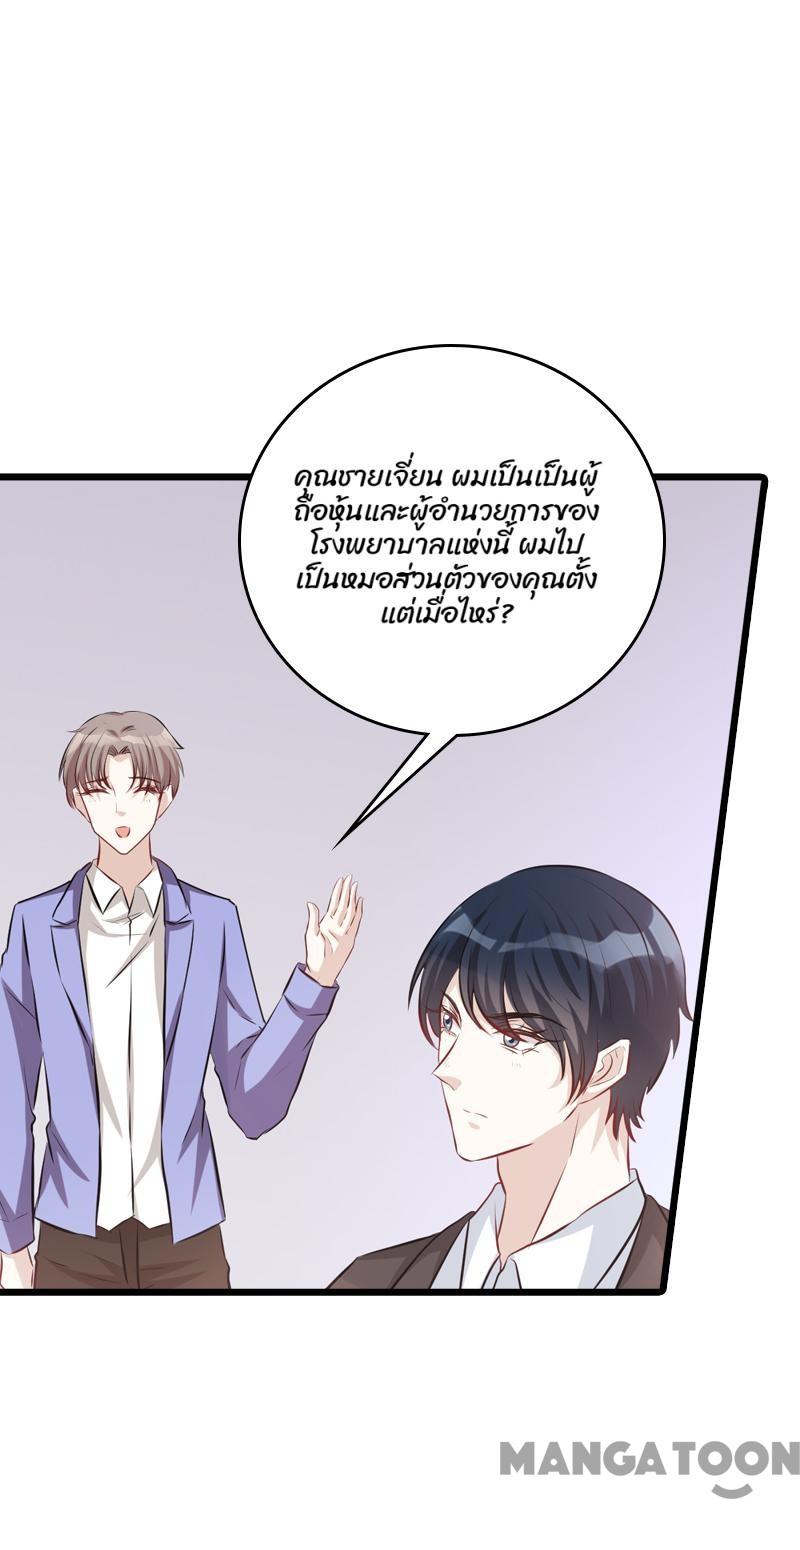 คุณชายเจี่ยน ผมเป็นเป็นผู้
ถือหุ้นและผู้อำนวยการของ
โรงพยาบาลแห่งนี้ ผมไป
เป็นหมอส่วนตัวของคุณตั้ง
แต่เมื่อไหร่?
MANGATOON